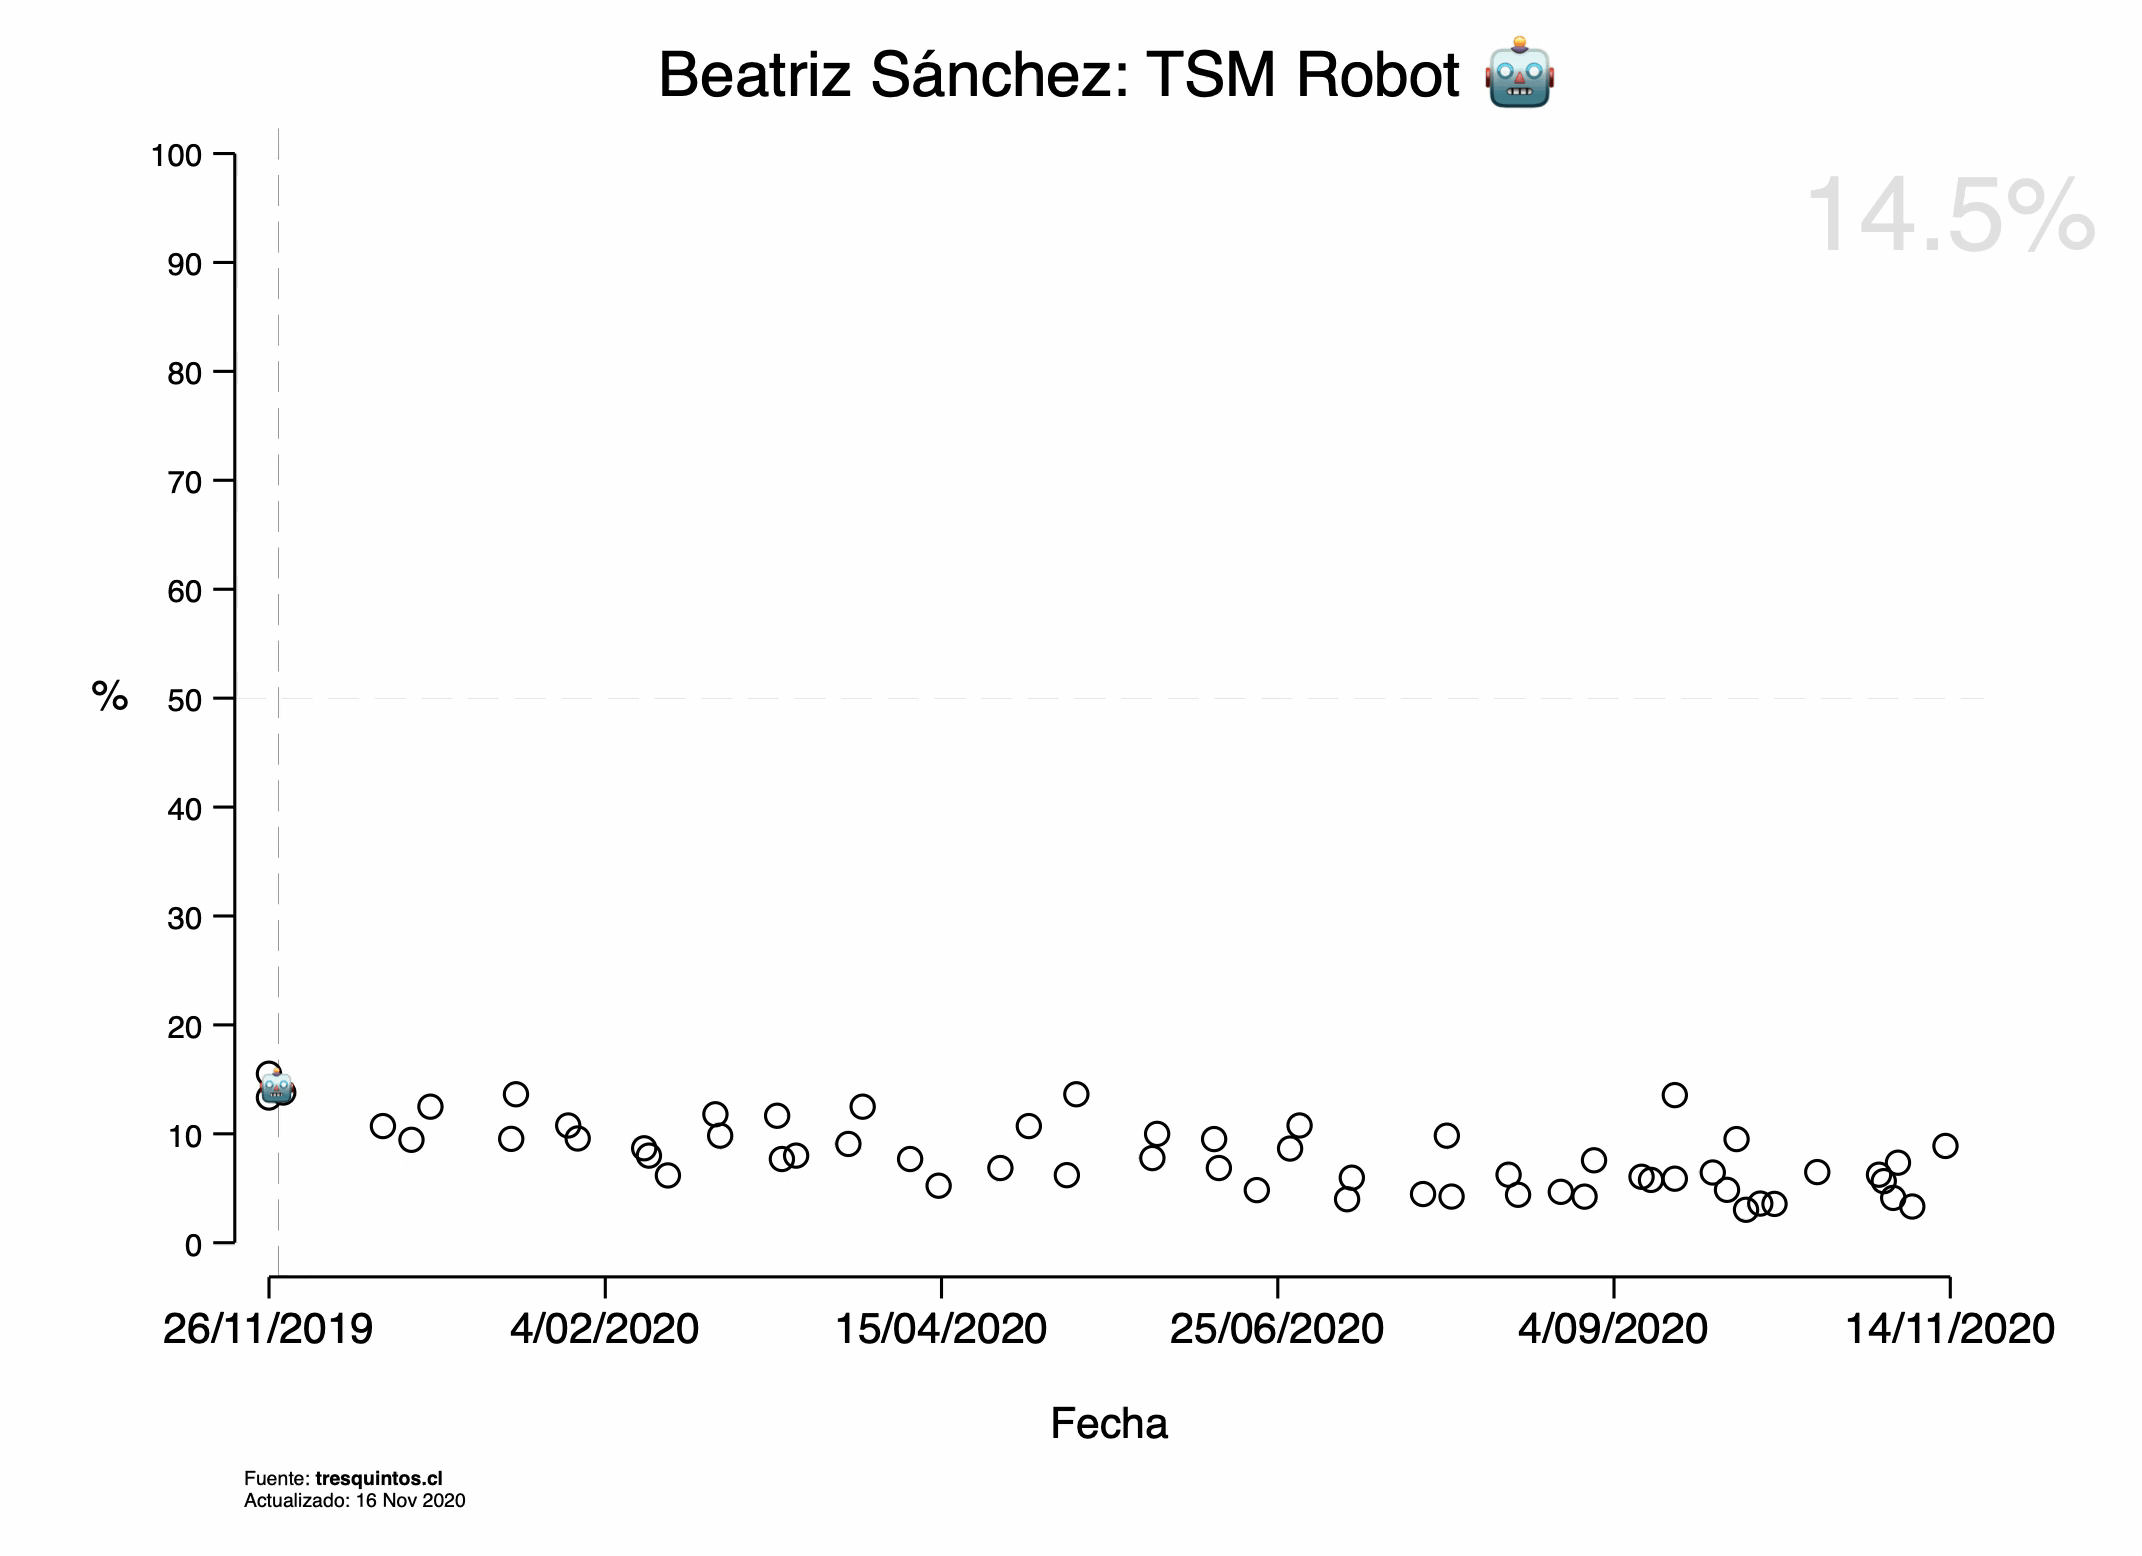 Beatriz Sánchez: TSM Robot 🤖
14.5%
100
90
80
70
60
50
40
30
20
10
0
%
26/11/2019 4/02/2020 15/04/2020 25/06/2020 4/09/2020 14/11/2020
Fecha
Fuente: tresquintos.cl
Actualizado: 16 Nov 2020